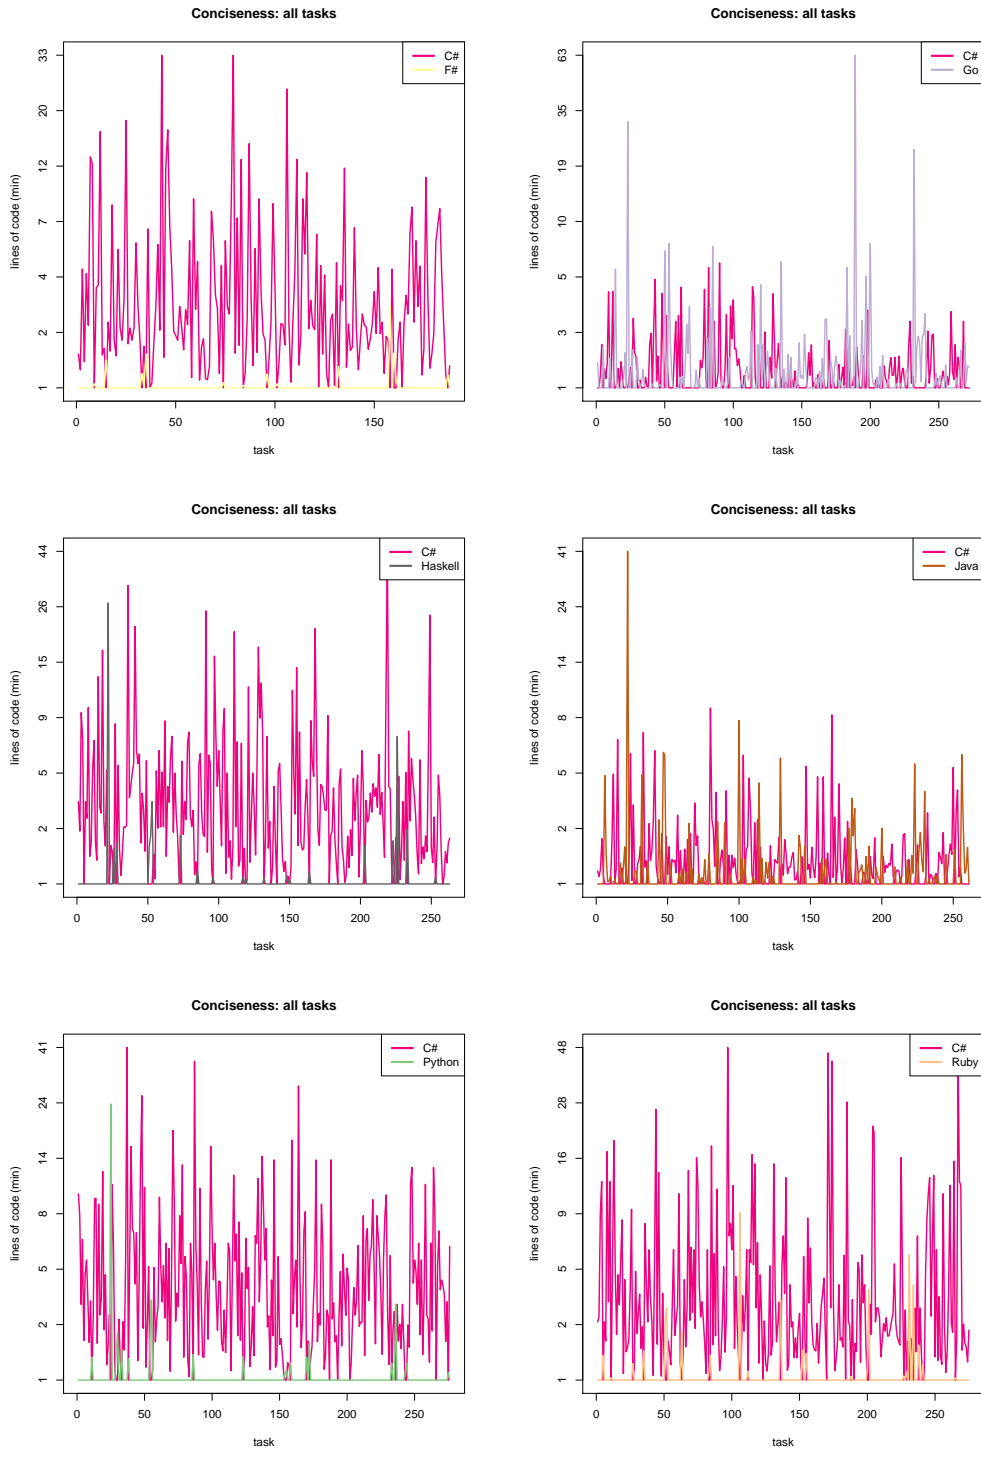 Conciseness: all tasks
lines of code (min)
33
20
12
7
4
2
1
0
50
100
150
task
C#
F#
Conciseness: all tasks
lines of code (min)
63
35
19
10
5
3
1
0
50
100
150
200
250
task
C#
Go
Conciseness: all tasks
lines of code (min)
44
26
15
9
5
2
1
0
50
100
150
200
250
task
C#
Haskell
Conciseness: all tasks
lines of code (min)
41
24
14
8
5
2
1
0
50
100
150
200
250
task
C#
Java
Conciseness: all tasks
lines of code (min)
41
24
14
8
5
2
1
0
50
100
150
200
250
task
C#
Python
Conciseness: all tasks
lines of code (min)
48
28
16
9
5
2
1
0
50
100
150
200
250
task
C#
Ruby